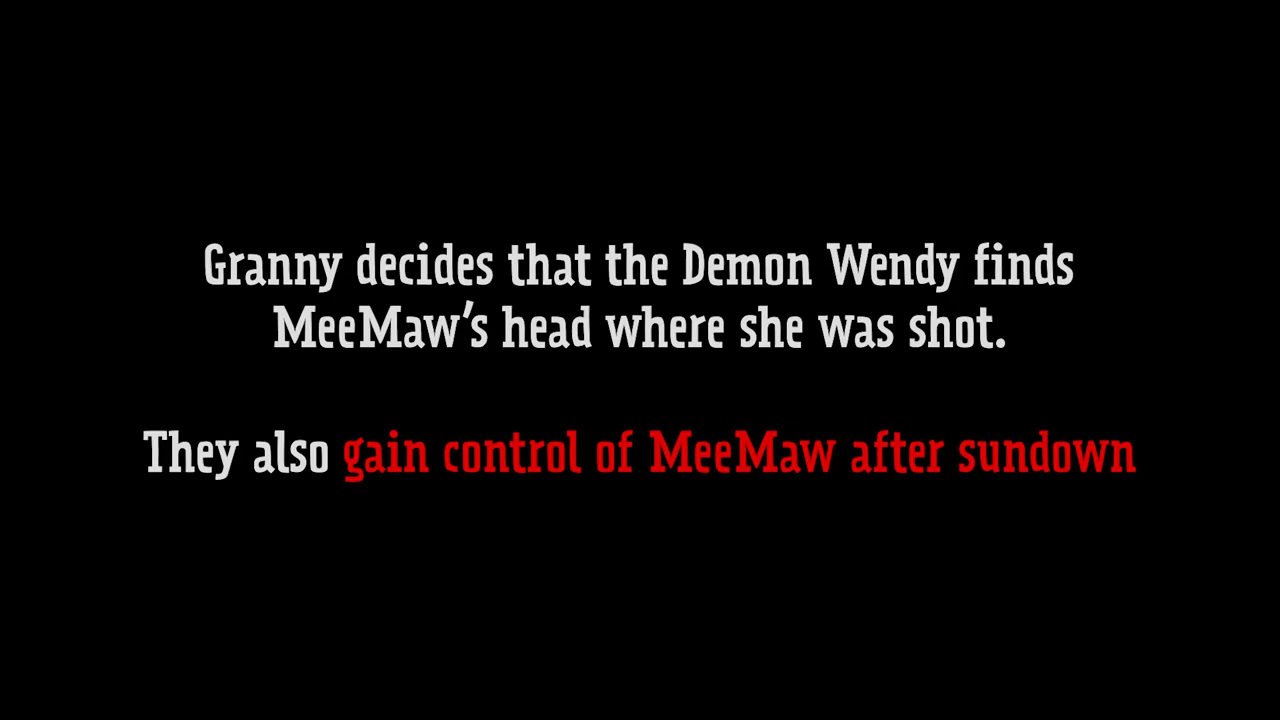 Granny decides that the Demon Wendy finds
MeeMaw's head where she was shot.
They also gain control of MeeMaw after sundown